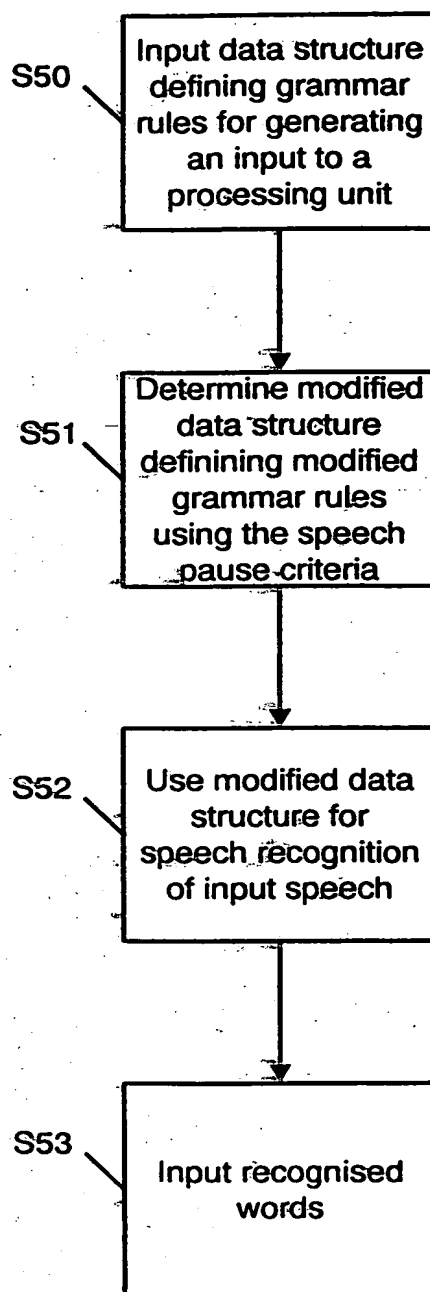 S50
Input data structure
defining grammar
rules for generating
an input to a
processing unit
S51
Determine modified
data structure
definining modified
grammar rules
using the speech
pause criteria
S52
Use modified data
structure for
speech recognition
of input speech
S53
Input recognised
words